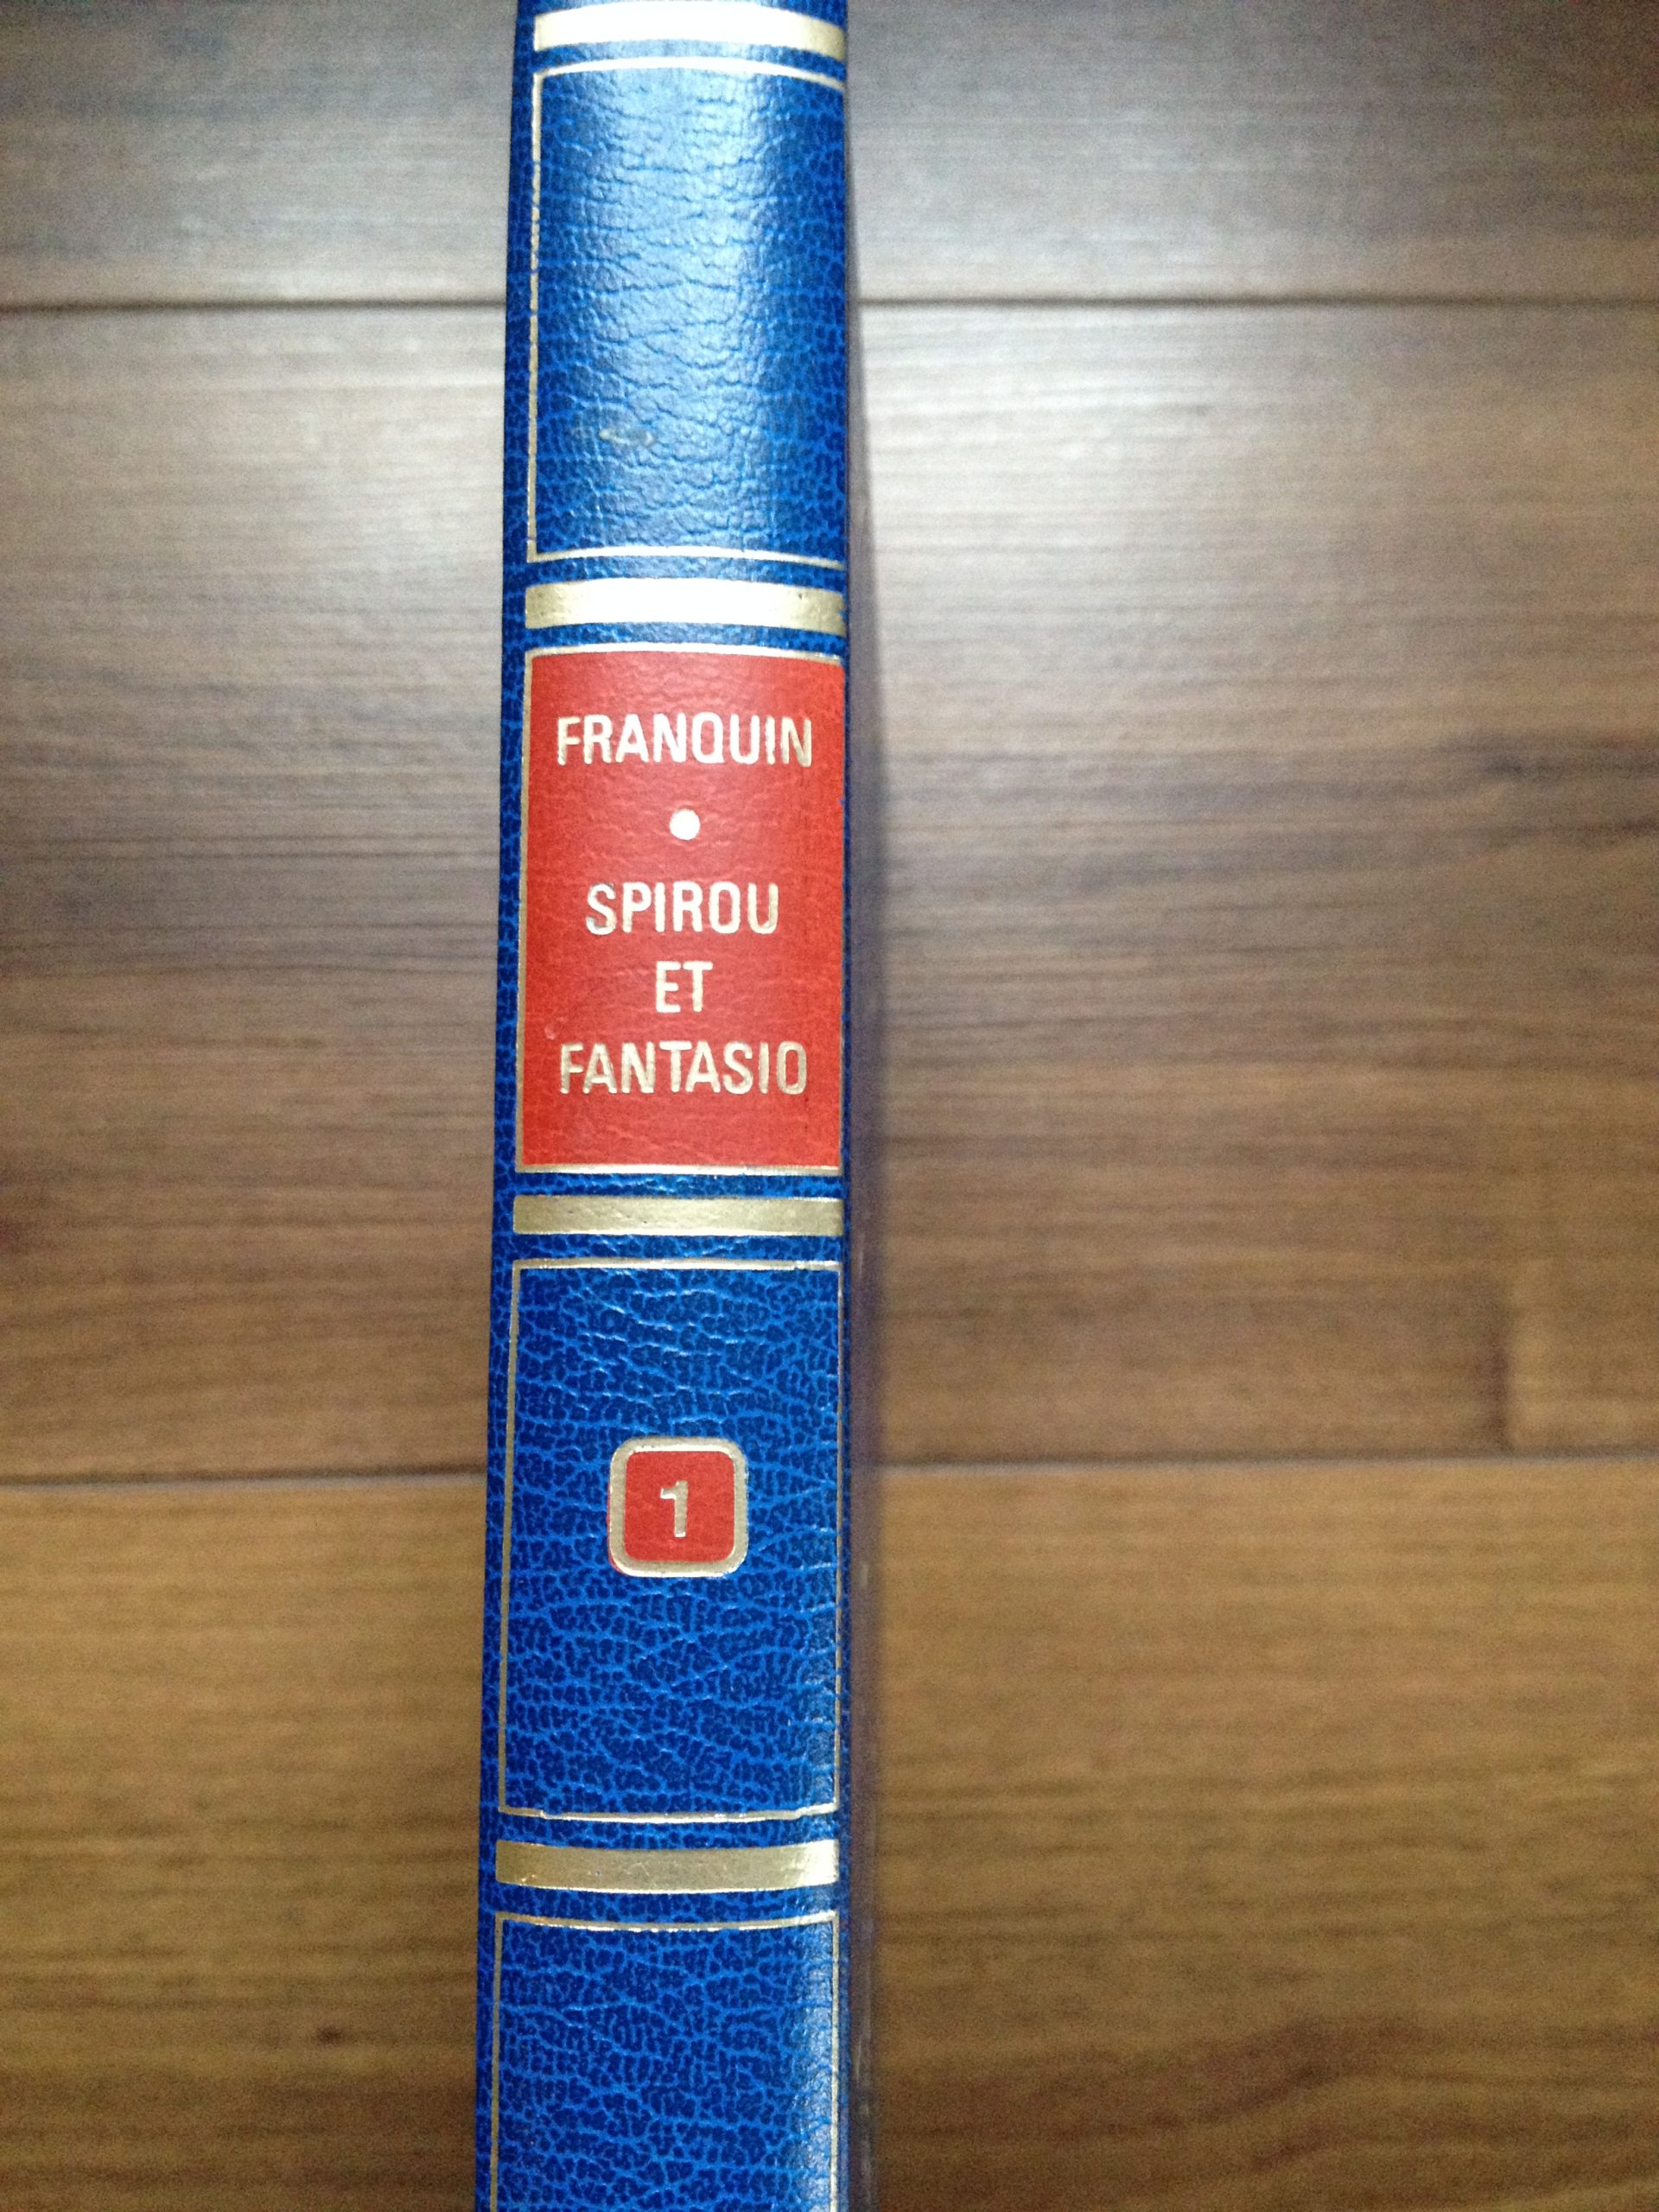 FRANQUIN
•
SPIROU
ET
FANTASIO
1